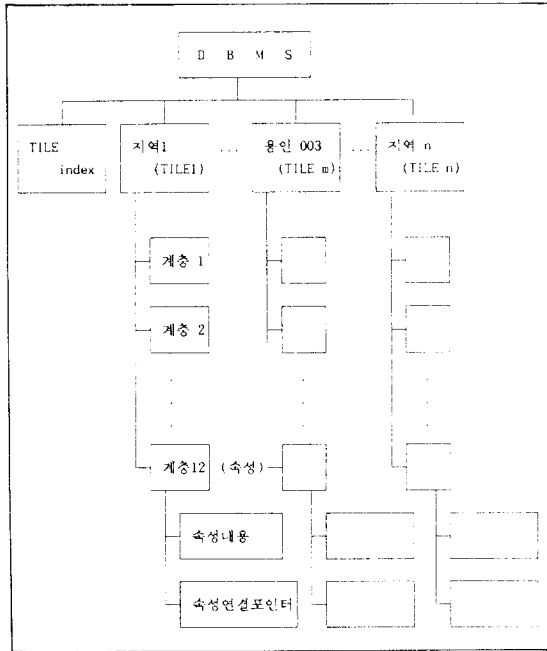 D B M S
TILE 지역1 ... 용인 003 ... 지역 n
index (TILE1) (TILE m) (TILE n)
계층 1
계층 2
계층12 (속성)
속성내용
속성연결포인터